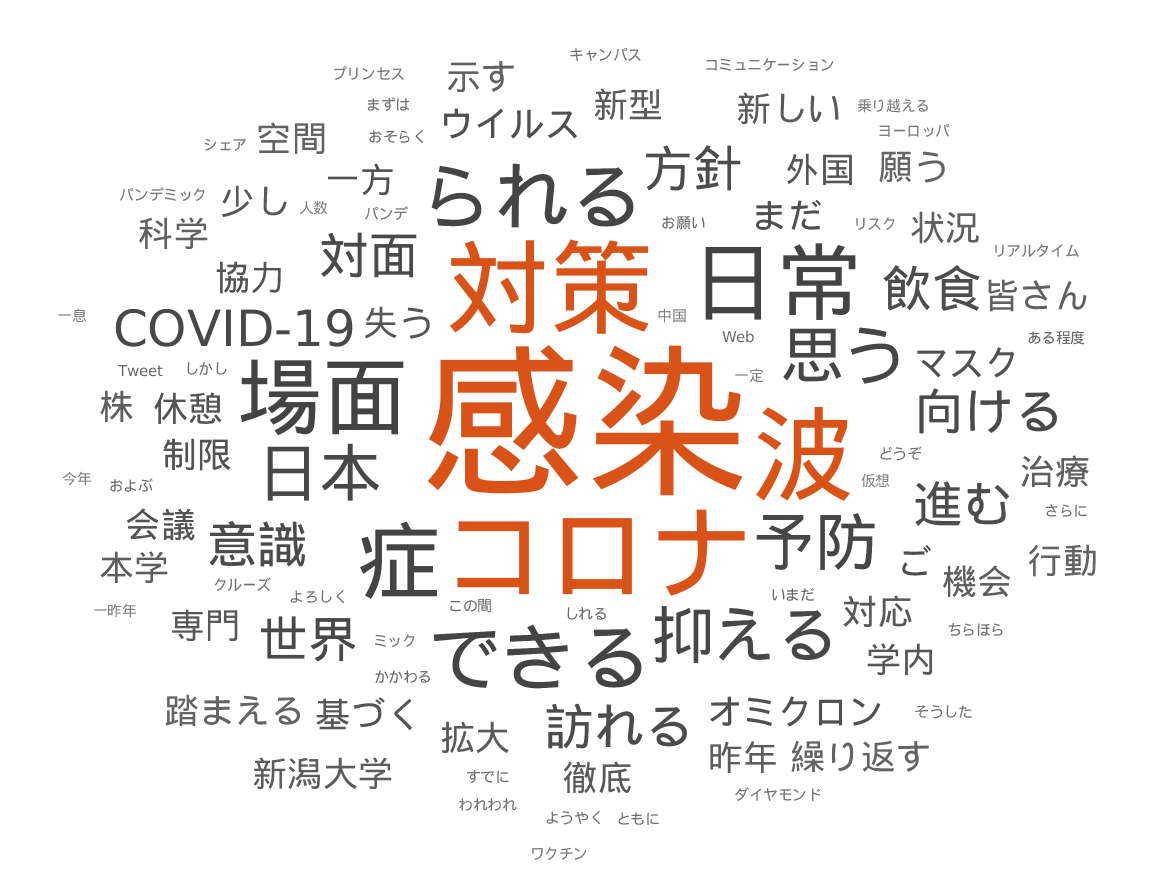 キャンパス
コミュニケーション
プリンセス
示す
まずは
新型
新しい
乗り越える
ウイルス
ヨーロッパ
おそらく
シェア
空間
方針
外国
願う
一方
られる
パンデミック
少し
人数
パンデ
お願い
まだ
リスク
状況
科学
対面
リアルタイム
協力
対策
日常
飲食
皆さん
一息
COVID-19
失う
中国
Web
ある程度
思う
マスク
Tweet
しかし
一定
場面
感染
株
休憩
向ける
波
制限
日本
どうぞ
治療
今年
およぶ
仮想
進む
さらに
会議
意識
症
コロナ
予防
ご
行動
本学
クルーズ
機会
よろしく
いまだ
一昨年
この間
しれる
対応
専門
世界
ミック
できる
抑える
ちらほら
学内
かかわる
踏まえる
基づく
訪れる
オミクロン
そうした
拡大
昨年
繰り返す
新潟大学
すでに
徹底
ダイヤモンド
われわれ
ようやく
ともに
ワクチン